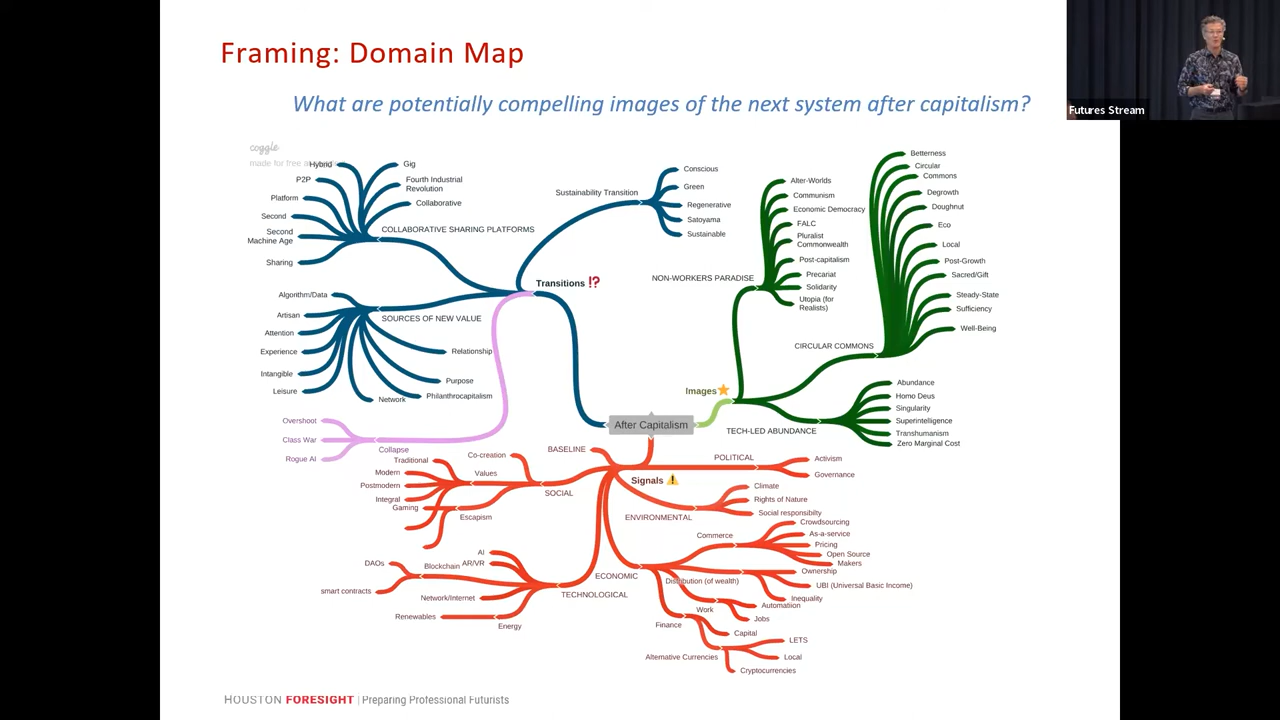 Framing: Domain Map
What are potentially compelling images of the next system after capitalism?
Futures Stream
coggle
made for free a
Hybrid
P2P
Platform
Second
Second
Machine Age
Sharing
Gig
Fourth Industrial
Revolution
Collaborative
COLLABORATIVE SHARING PLATFORMS
Sustainability Transition
Conscious
Green
Regenerative
Satoyama
Sustainable
Transitions ⁉
Algorithm/Data
Artisan
Attention
Experience
Intangible
Leisure
Network
Philanthrocapitalism
Purpose
Relationship
SOURCES OF NEW VALUE
Overshoot
Class War
Rogue AI
Collapse
NON-WORKERS PARADISE
Alter-Worlds
Communism
Economic Democracy
FALC
Pluralist
Commonwealth
Post-capitalism
Precariat
Solidarity
Utopia (for
Realists)
CIRCULAR COMMONS
Betterness
Circular
Commons
Degrowth
Doughnut
Eco
Local
Post-Growth
Sacred/Gift
Steady-State
Sufficiency
Well-Being
Images
TECH-LED ABUNDANCE
Abundance
Homo Deus
Singularity
Superintelligence
Transhumanism
Zero Marginal Cost
After Capitalism
BASELINE
Signals
SOCIAL
Co-creation
Values
Traditional
Modern
Postmodern
Integral
Gaming
Escapism
POLITICAL
Activism
Governance
ENVIRONMENTAL
Climate
Rights of Nature
Social responsibilty
ECONOMIC
Commerce
Crowdsourcing
As-a-service
Pricing
Open Source
Makers
Distribution (of wealth)
Ownership
UBI (Universal Basic Income)
Inequality
Work
Automatiion
Jobs
Finance
Capital
Alternative Currencies
LETS
Local
Cryptocurrencies
TECHNOLOGICAL
AI
AR/VR
Blockchain
DAOs
smart contracts
Network/Internet
Renewables
Energy
HOUSTON FORESIGHT | Preparing Professional Futurists